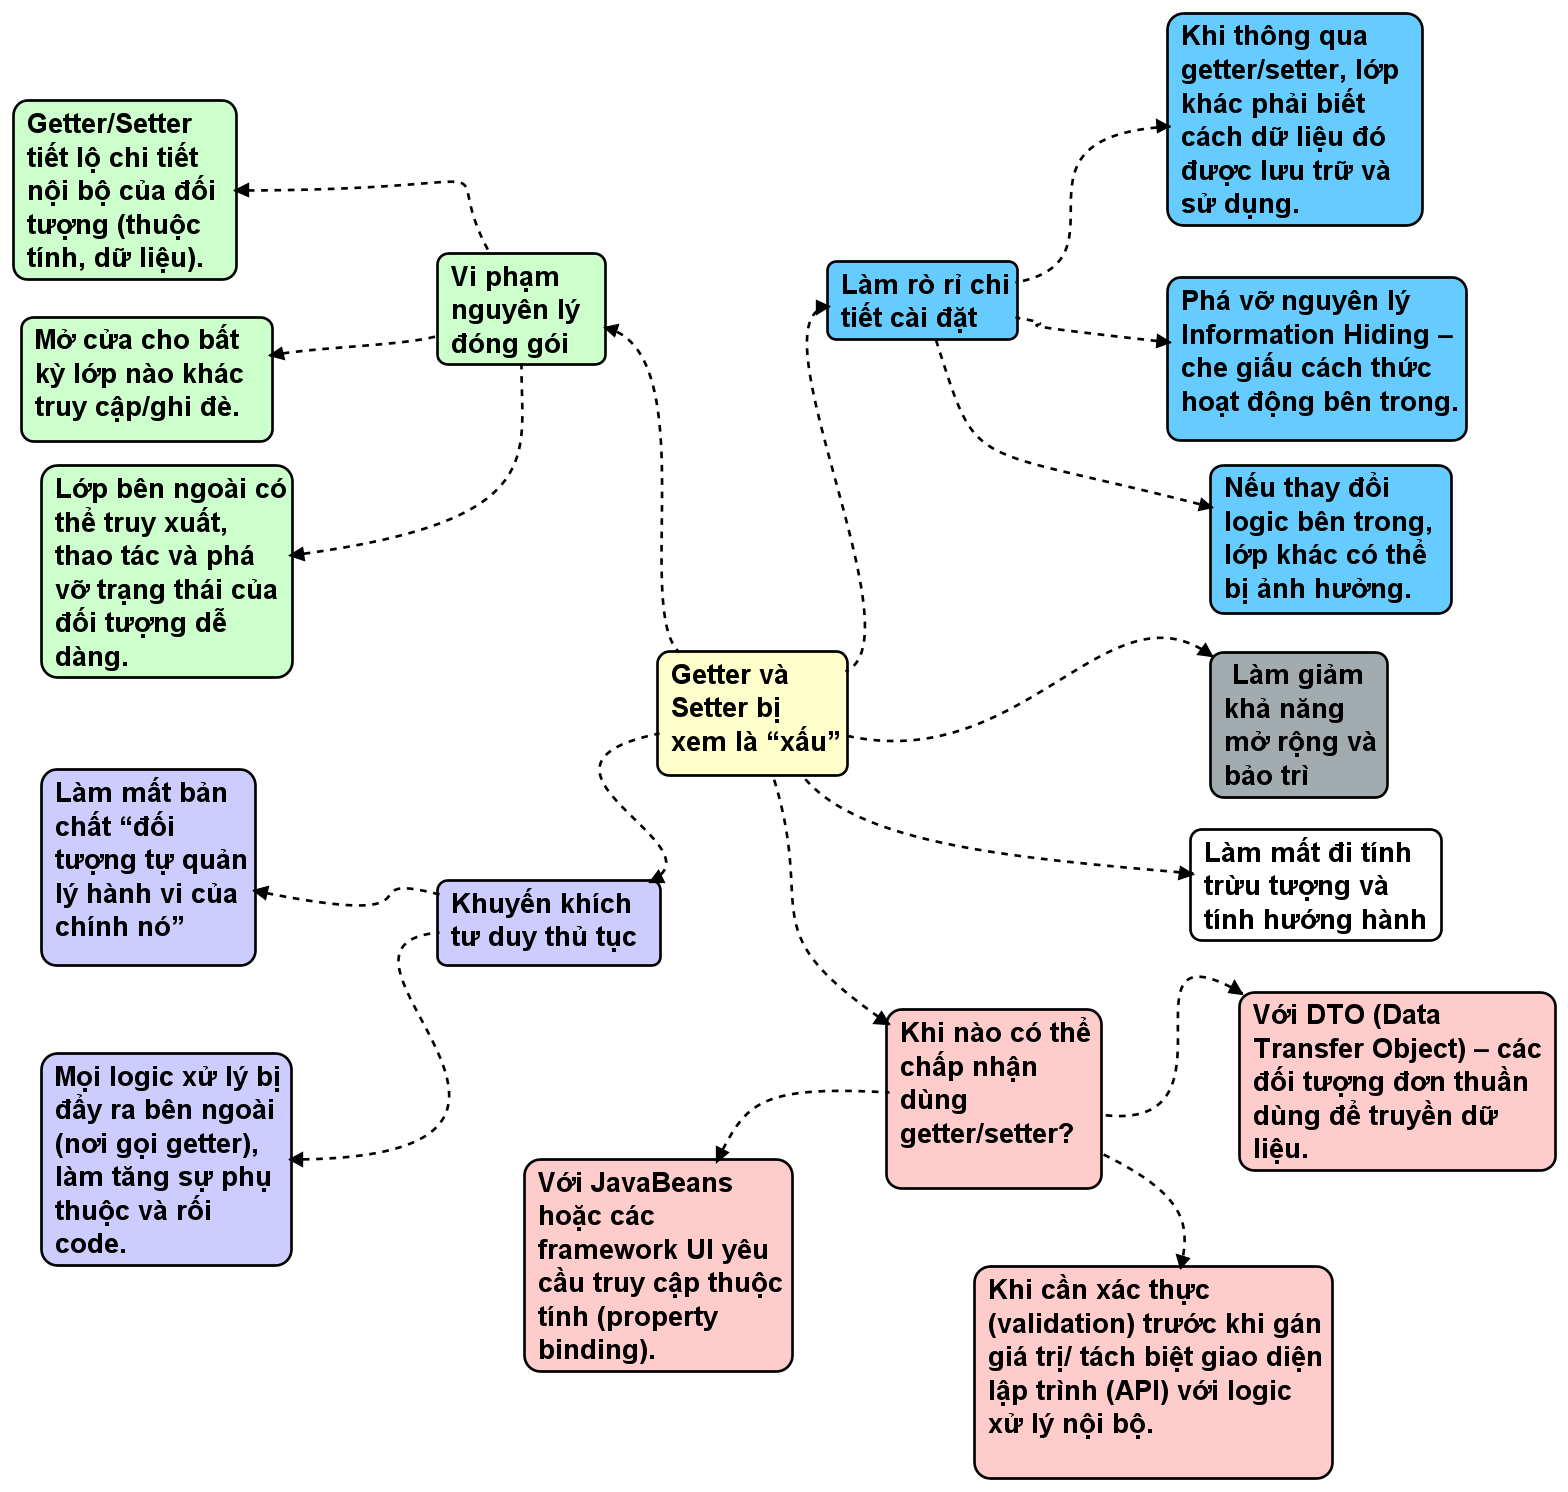 Khi thông qua
getter/setter, lớp
khác phải biết
cách dữ liệu đó
được lưu trữ và
sử dụng.
Getter/Setter
tiết lộ chi tiết
nội bộ của đối
tượng (thuộc
tính, dữ liệu).
Vi phạm
nguyên lý
đóng gói
Làm rò rỉ chi
tiết cài đặt
Phá vỡ nguyên lý
Information Hiding –
che giấu cách thức
hoạt động bên trong.
Mở cửa cho bất
kỳ lớp nào khác
truy cập/ghi đè.
Lớp bên ngoài có
thể truy xuất,
thao tác và phá
vỡ trạng thái của
đối tượng dễ
dàng.
Nếu thay đổi
logic bên trong,
lớp khác có thể
bị ảnh hưởng.
Getter và
Setter bị
xem là “xấu”
Làm giảm
khả năng
mở rộng và
bảo trì
Làm mất bản
chất “đối
tượng tự quản
lý hành vi của
chính nó”
Khuyến khích
tư duy thủ tục
Làm mất đi tính
trừu tượng và
tính hướng hành
Mọi logic xử lý bị
đẩy ra bên ngoài
(nơi gọi getter),
làm tăng sự phụ
thuộc và rối
code.
Khi nào có thể
chấp nhận
dùng
getter/setter?
Với DTO (Data
Transfer Object) – các
đối tượng đơn thuần
dùng để truyền dữ
liệu.
Với JavaBeans
hoặc các
framework UI yêu
cầu truy cập thuộc
tính (property
binding).
Khi cần xác thực
(validation) trước khi gán
giá trị/ tách biệt giao diện
lập trình (API) với logic
xử lý nội bộ.